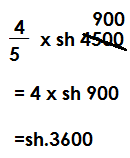 900
4/5 x sh 4500
= 4 x sh 900
=sh.3600